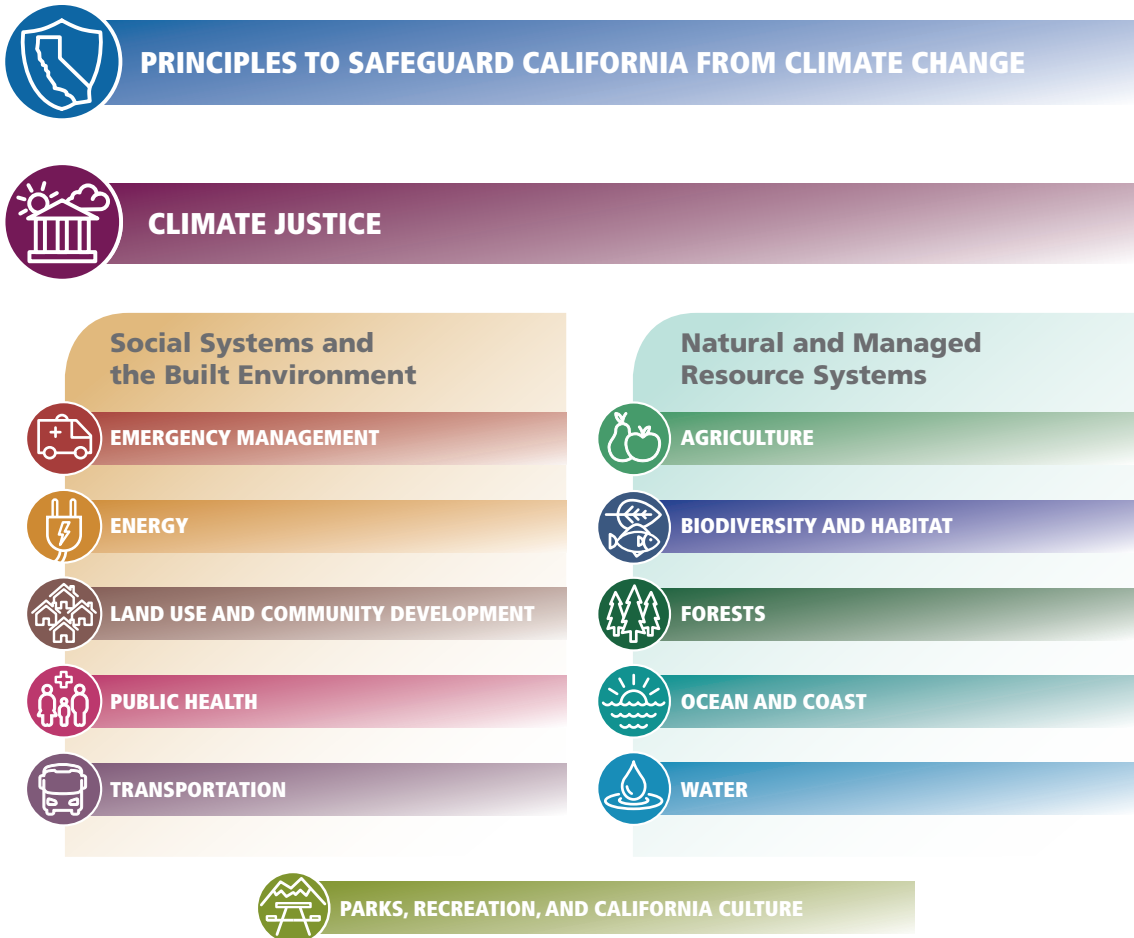 PRINCIPLES TO SAFEGUARD CALIFORNIA FROM CLIMATE CHANGE
CLIMATE JUSTICE
Social Systems and
the Built Environment
EMERGENCY MANAGEMENT
ENERGY
LAND USE AND COMMUNITY DEVELOPMENT
PUBLIC HEALTH
TRANSPORTATION
Natural and Managed
Resource Systems
AGRICULTURE
BIODIVERSITY AND HABITAT
FORESTS
OCEAN AND COAST
WATER
PARKS, RECREATION, AND CALIFORNIA CULTURE